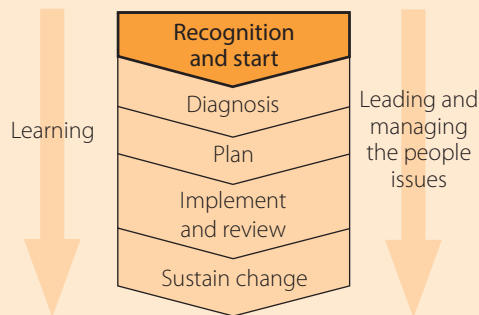 Recognition
and start
Diagnosis
Plan
Implement
and review
Sustain change
Learning
Leading and
managing
the people
issues